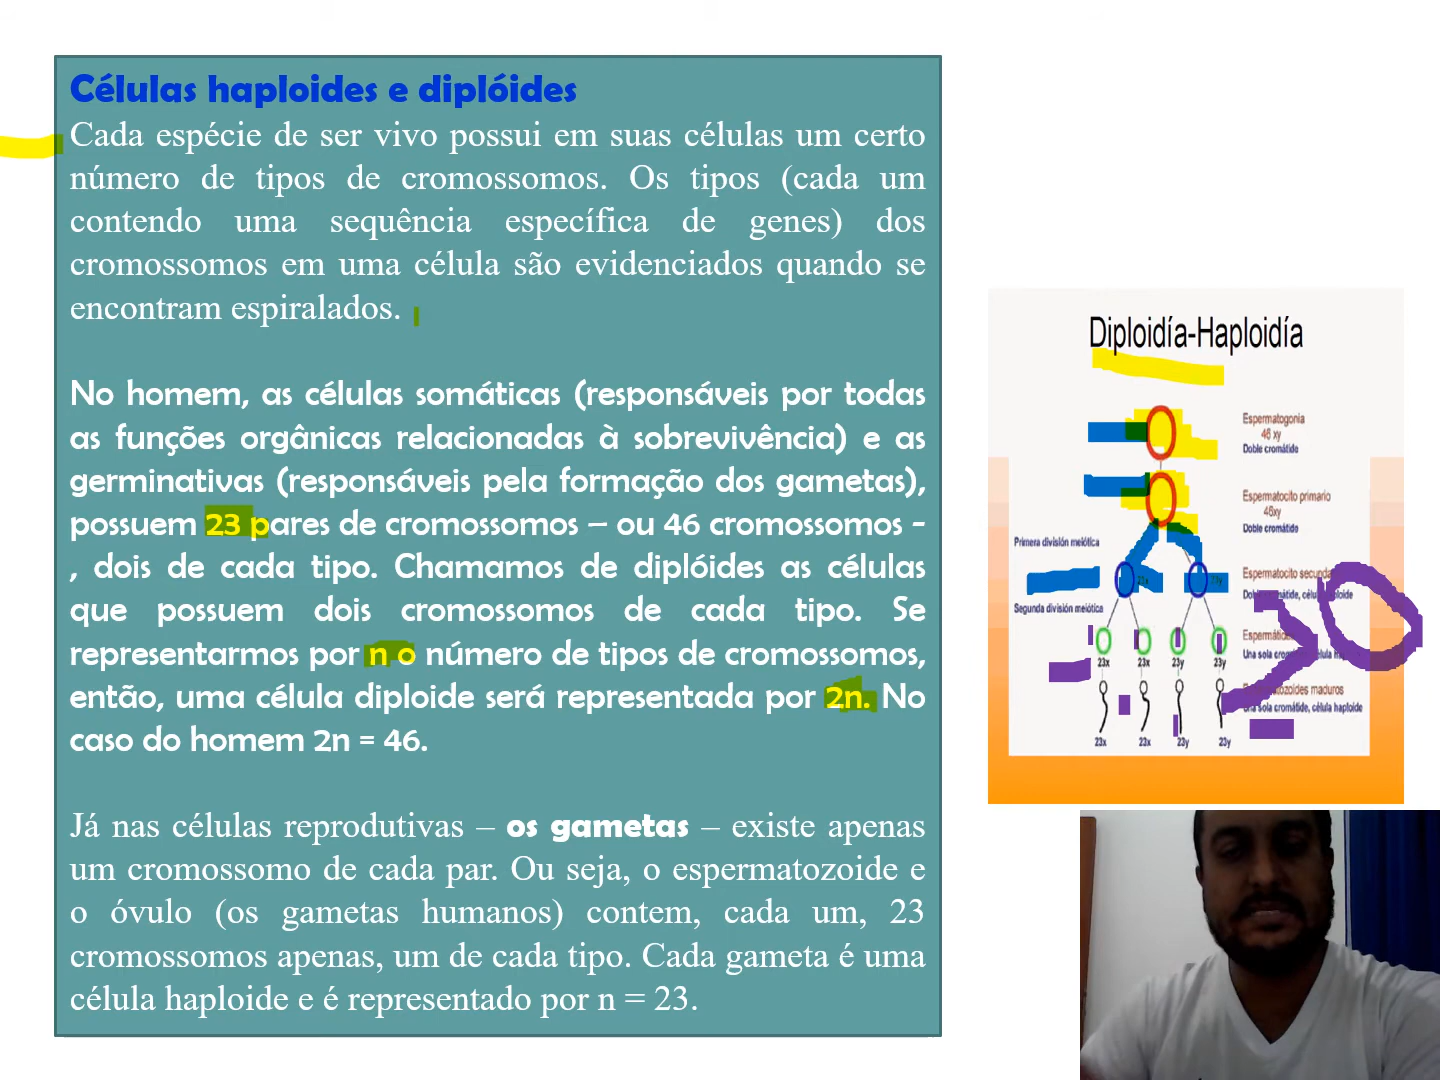 Células haploides e diplóides
Cada espécie de ser vivo possui em suas células um certo
número de tipos de cromossomos. Os tipos (cada um
contendo uma sequência específica de genes) dos
cromossomos em uma célula são evidenciados quando se
encontram espiralados.
No homem, as células somáticas (responsáveis por todas
as funções orgânicas relacionadas à sobrevivência) e as
germinativas (responsáveis pela formação dos gametas),
possuem 23 pares de cromossomos – ou 46 cromossomos -
, dois de cada tipo. Chamamos de diplóides as células
que possuem dois cromossomos de cada tipo. Se
representarmos por n o número de tipos de cromossomos,
então, uma célula diploide será representada por 2n. No
caso do homem 2n = 46.
Já nas células reprodutivas – os gametas – existe apenas
um cromossomo de cada par. Ou seja, o espermatozoide e
o óvulo (os gametas humanos) contem, cada um, 23
cromossomos apenas, um de cada tipo. Cada gameta é uma
célula haploide e é representado por n = 23.
Diploidía-Haploidía
Espermatogonia
46 xy
Doble cromátide
Espermatocito primario
46xy
Doble cromátide
Primera división meiótica
Espermatocito
Segunda división meiótica
23x 23x 23y 23y
Una sola
maduros
sola cromátide, célula haploide
23x 23x 23y 23y